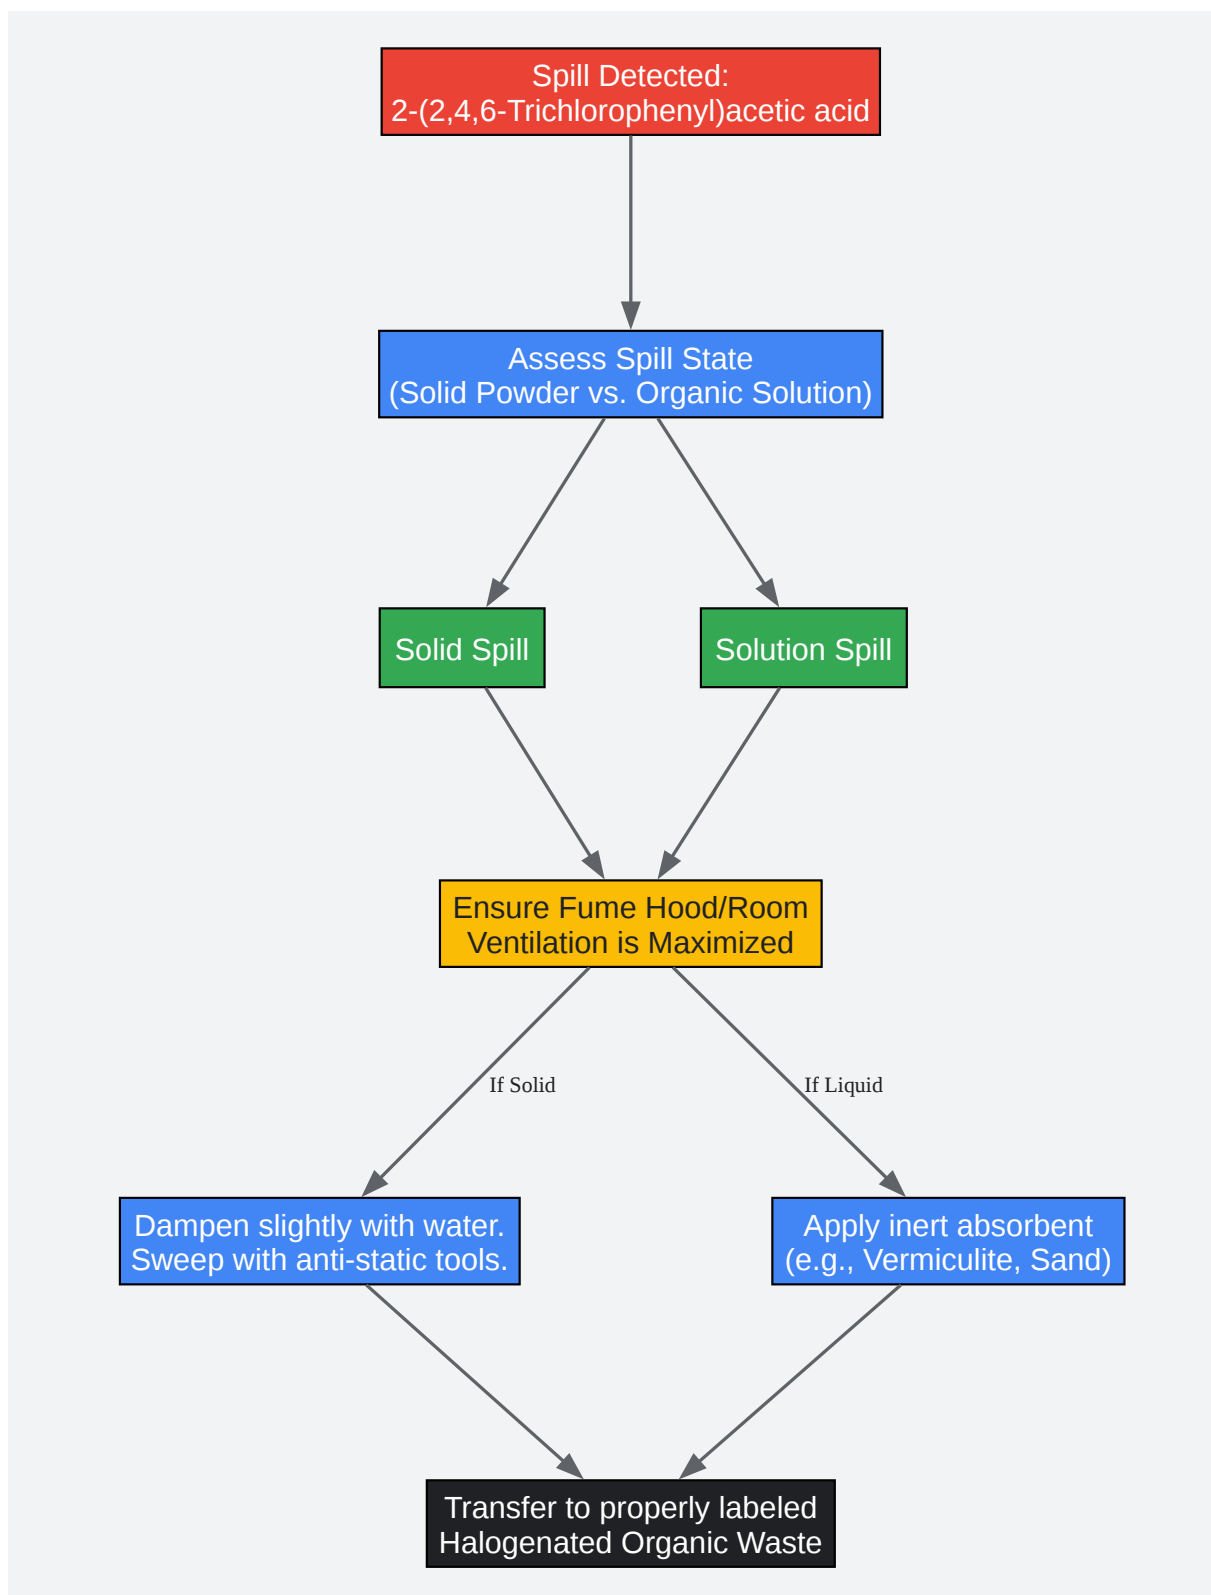 Spill Detected:
2-(2,4,6-Trichlorophenyl)acetic acid
Assess Spill State
(Solid Powder vs. Organic Solution)
Solid Spill
Solution Spill
Ensure Fume Hood/Room
Ventilation is Maximized
If Solid
If Liquid
Dampen slightly with water.
Sweep with anti-static tools.
Apply inert absorbent
(e.g., Vermiculite, Sand)
Transfer to properly labeled
Halogenated Organic Waste